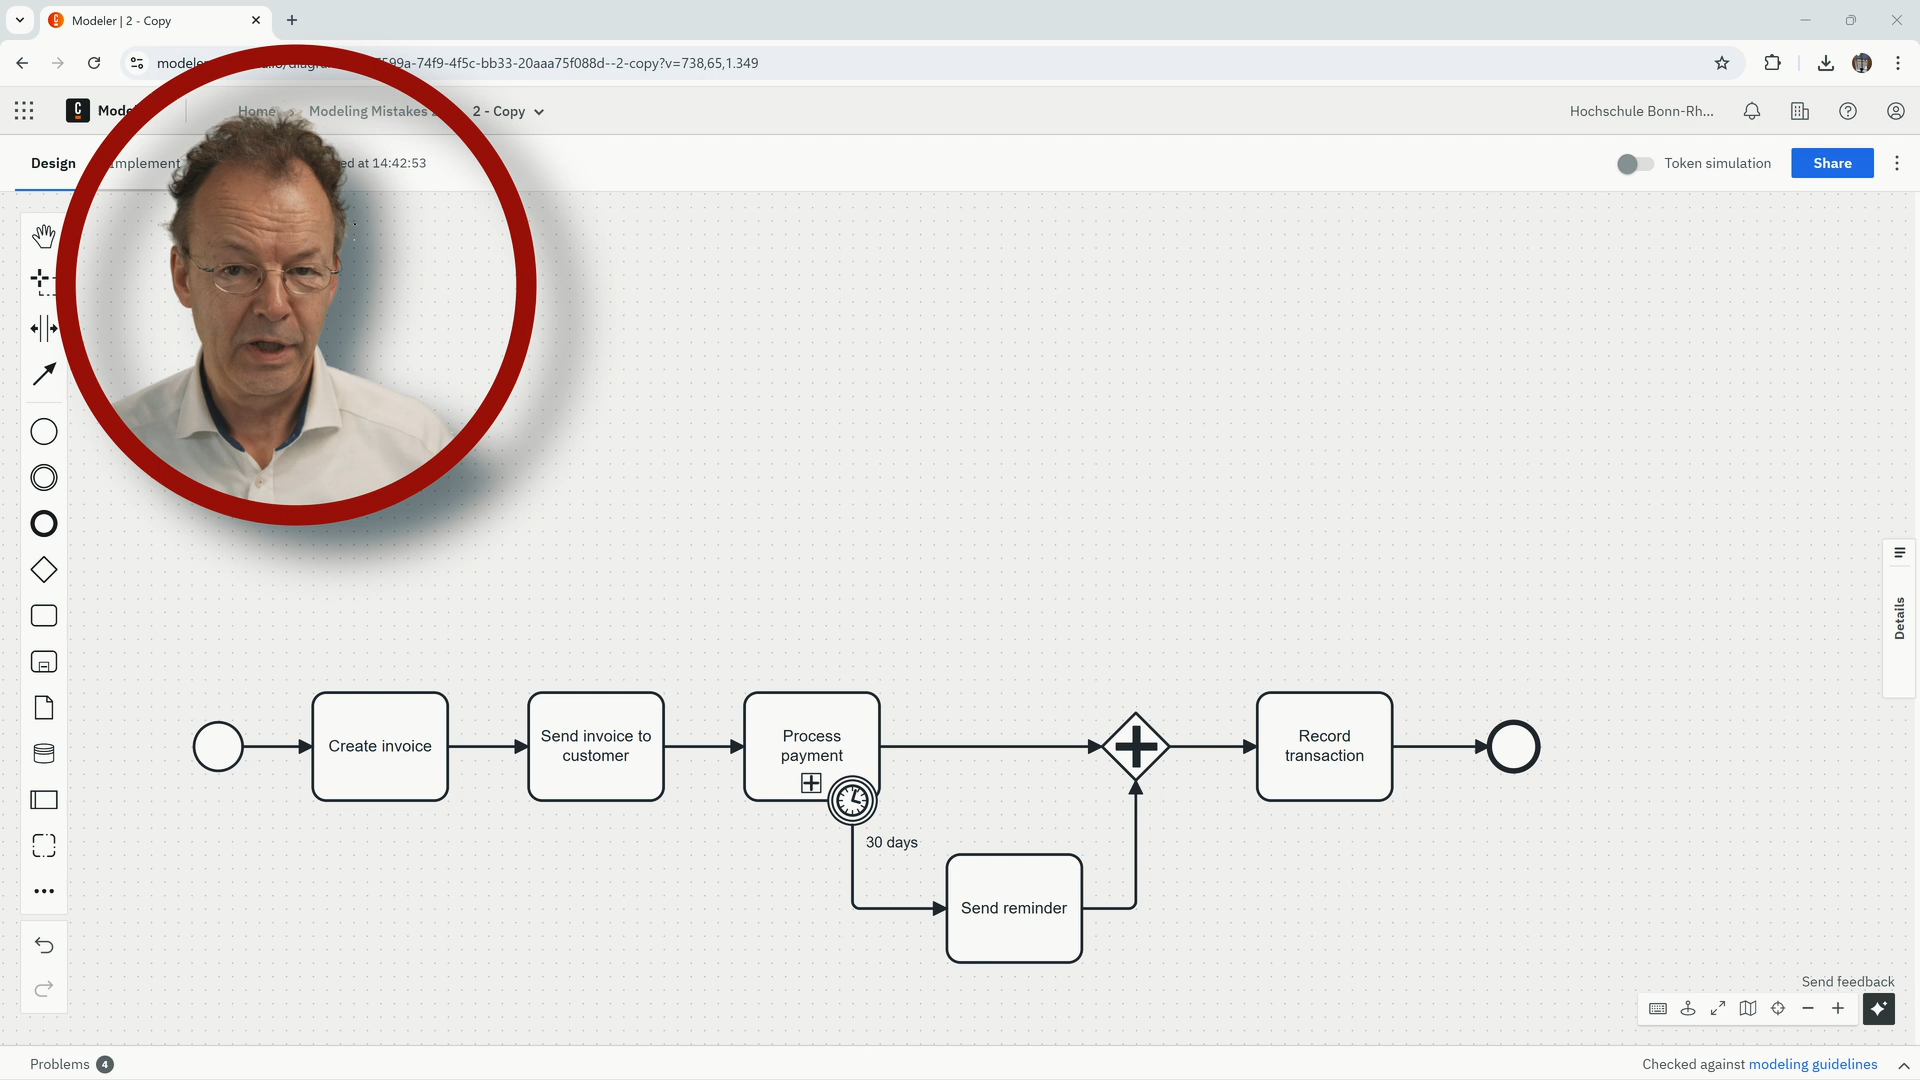 Modeler | 2 - Copy
599a-74f9-4f5c-bb33-20aaa75f088d--2-copy?v=738,65,1.349
Home
Modeling Mistakes
2 - Copy
Hochschule Bonn-Rh...
Design
Implement
at 14:42:53
Token simulation
Share
Details
Create invoice
Send invoice to
customer
Process
payment
30 days
Send reminder
Record
transaction
Send feedback
Problems 4
Checked against modeling guidelines